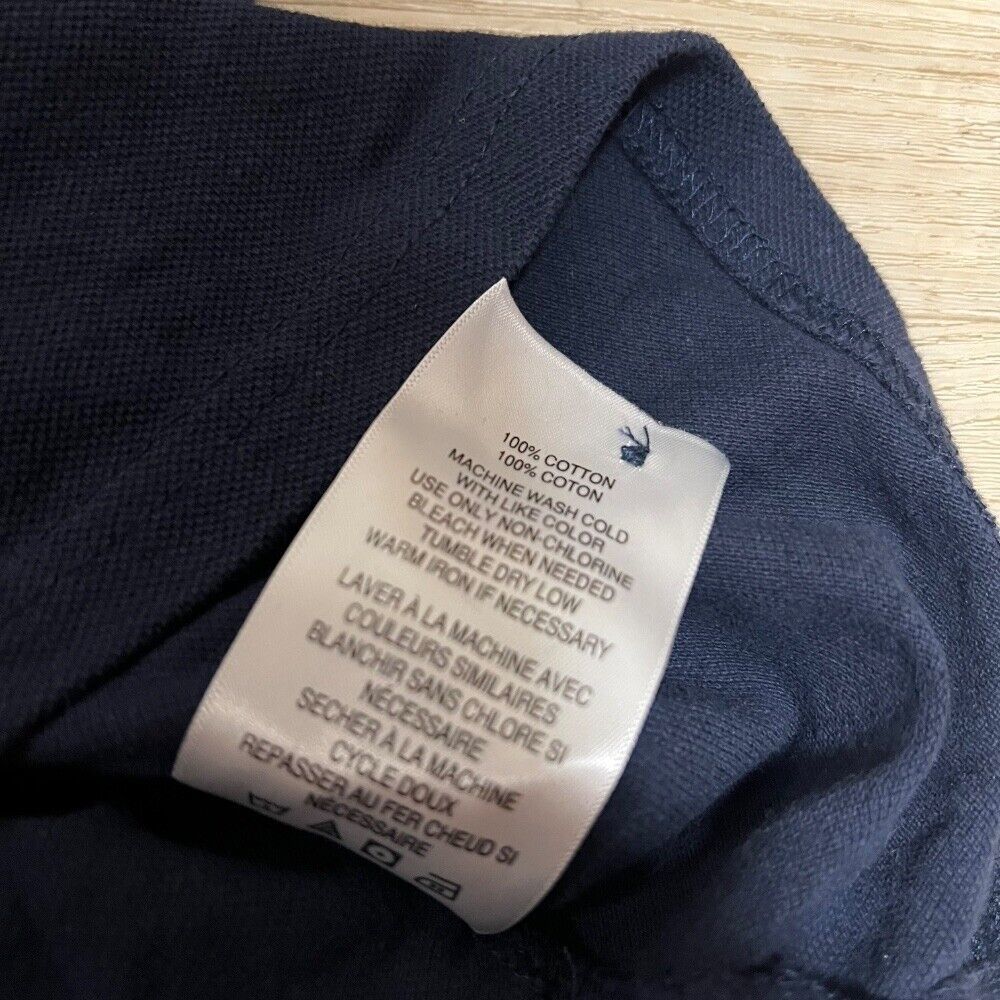 100% COTTON
100% COTON
MACHINE WASH COLD
WITH LIKE COLOR
USE ONLY NON-CHLORINE
BLEACH WHEN NEEDED
TUMBLE DRY LOW
WARM IRON IF NECESSARY
LAVER À LA MACHINE AVEC
COULEURS SIMILAIRES
BLANCHIR SANS CHLORE SI
NÉCESSAIRE
SECHER À LA MACHINE
CYCLE DOUX
REPASSER AU FER CHEUD SI
NÉCESSAIRE